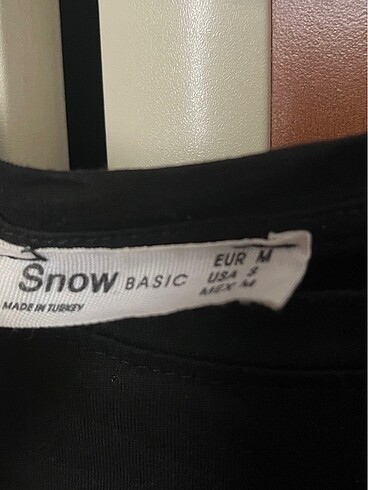 Snow BASIC
MADE IN TURKEY
EUR M
USA S
MEX M